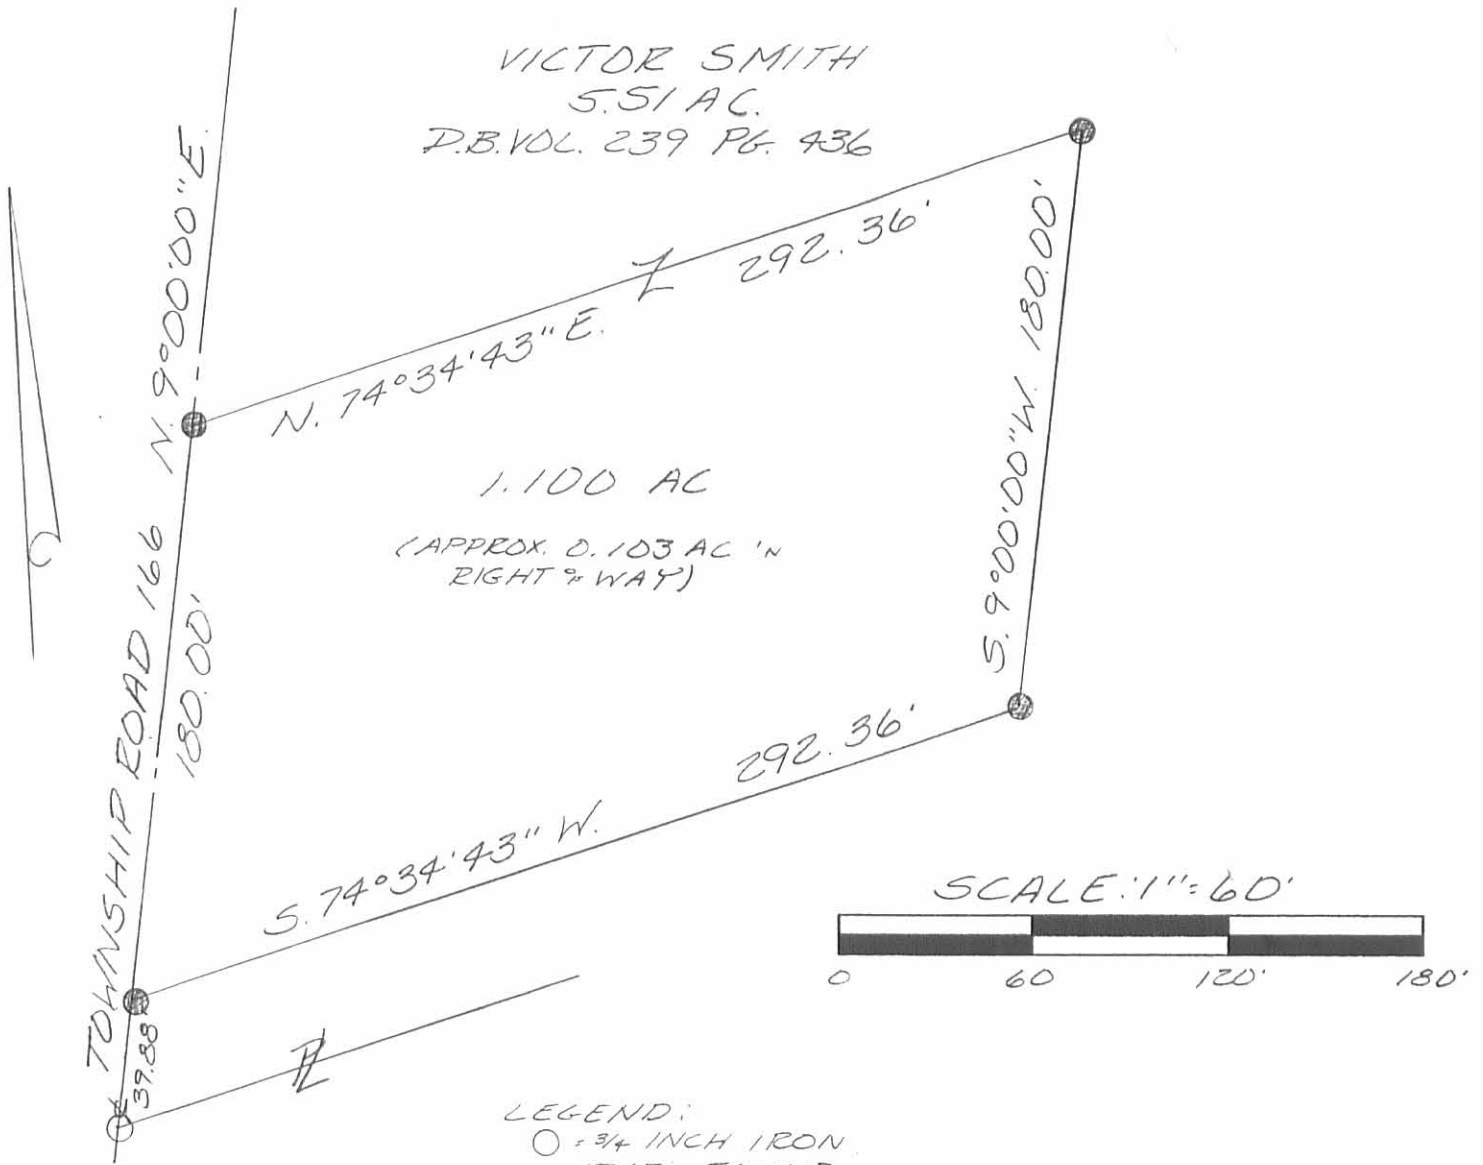 VICTOR SMITH
5.51 AC.
D.B. VOL. 239 PG. 436
N. 9°00'00" E.
N. 74°34'43" E.
292.36'
S. 9°00'00" W. 180.00'
1.100 AC
(APPROX. 0.103 AC 'N
RIGHT OF WAY)
TOWNSHIP ROAD 166
180.00'
S. 74°34'43" W.
292.36'
39.88'
PL
SCALE: 1"=60'
0 60 120' 180'
LEGEND:
○ = 3/4 INCH IRON